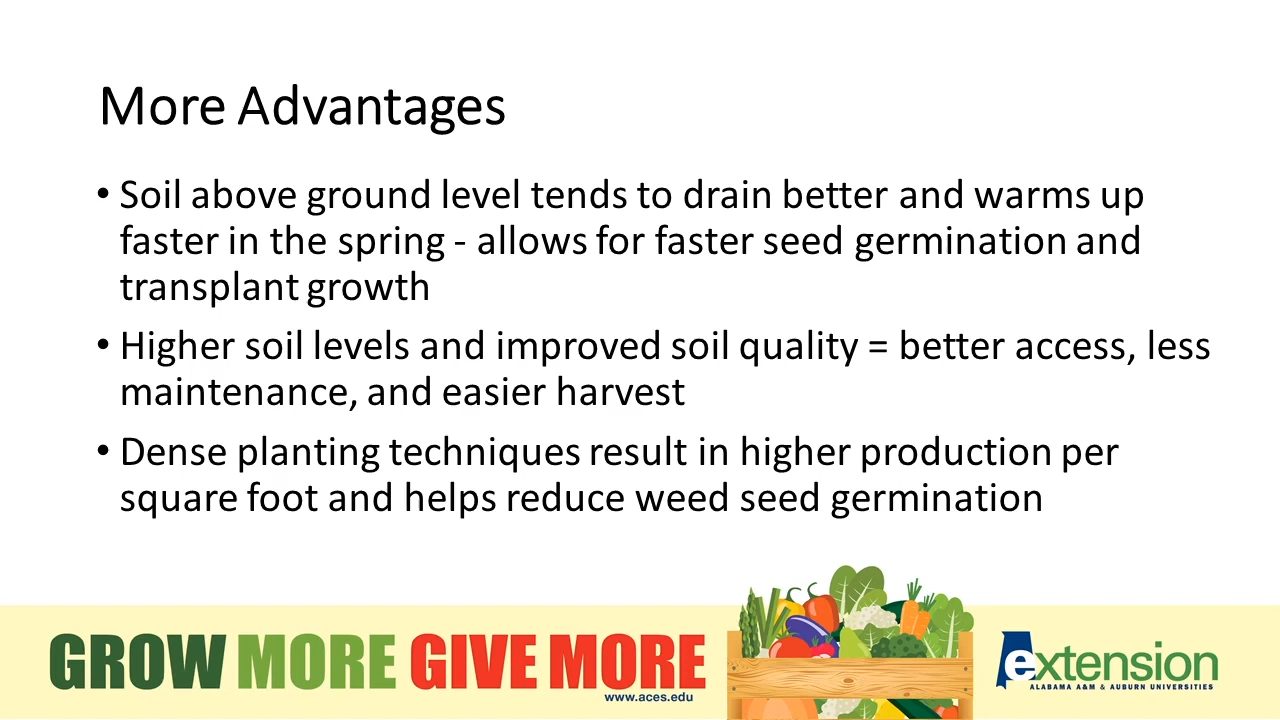 More Advantages
• Soil above ground level tends to drain better and warms up
faster in the spring - allows for faster seed germination and
transplant growth
• Higher soil levels and improved soil quality = better access, less
maintenance, and easier harvest
• Dense planting techniques result in higher production per
square foot and helps reduce weed seed germination
GROW MORE GIVE MORE
www.aces.edu
extension
ALABAMA A&M & AUBURN UNIVERSITIES